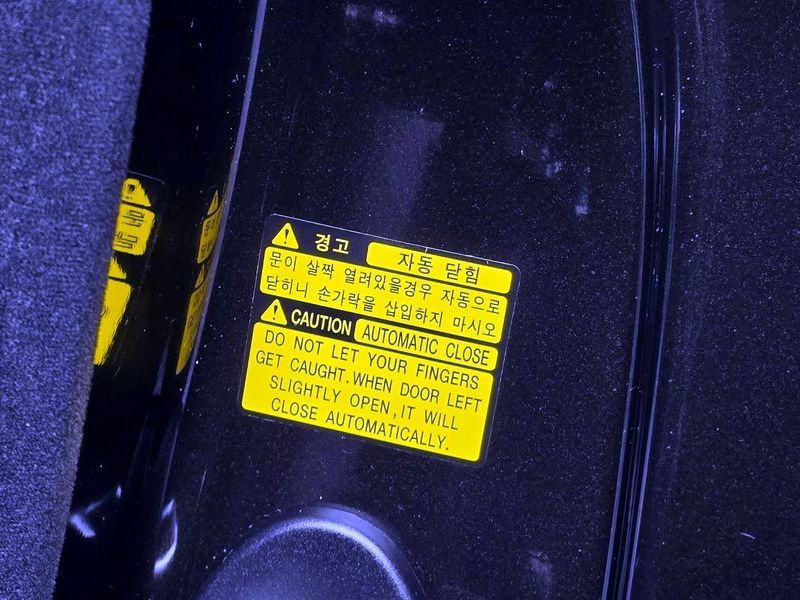 경고 자동 닫힘
문이 살짝 열려있을경우 자동으로
닫히니 손가락을 삽입하지 마시오
CAUTION AUTOMATIC CLOSE
DO NOT LET YOUR FINGERS
GET CAUGHT.WHEN DOOR LEFT
SLIGHTLY OPEN,IT WILL
CLOSE AUTOMATICALLY.